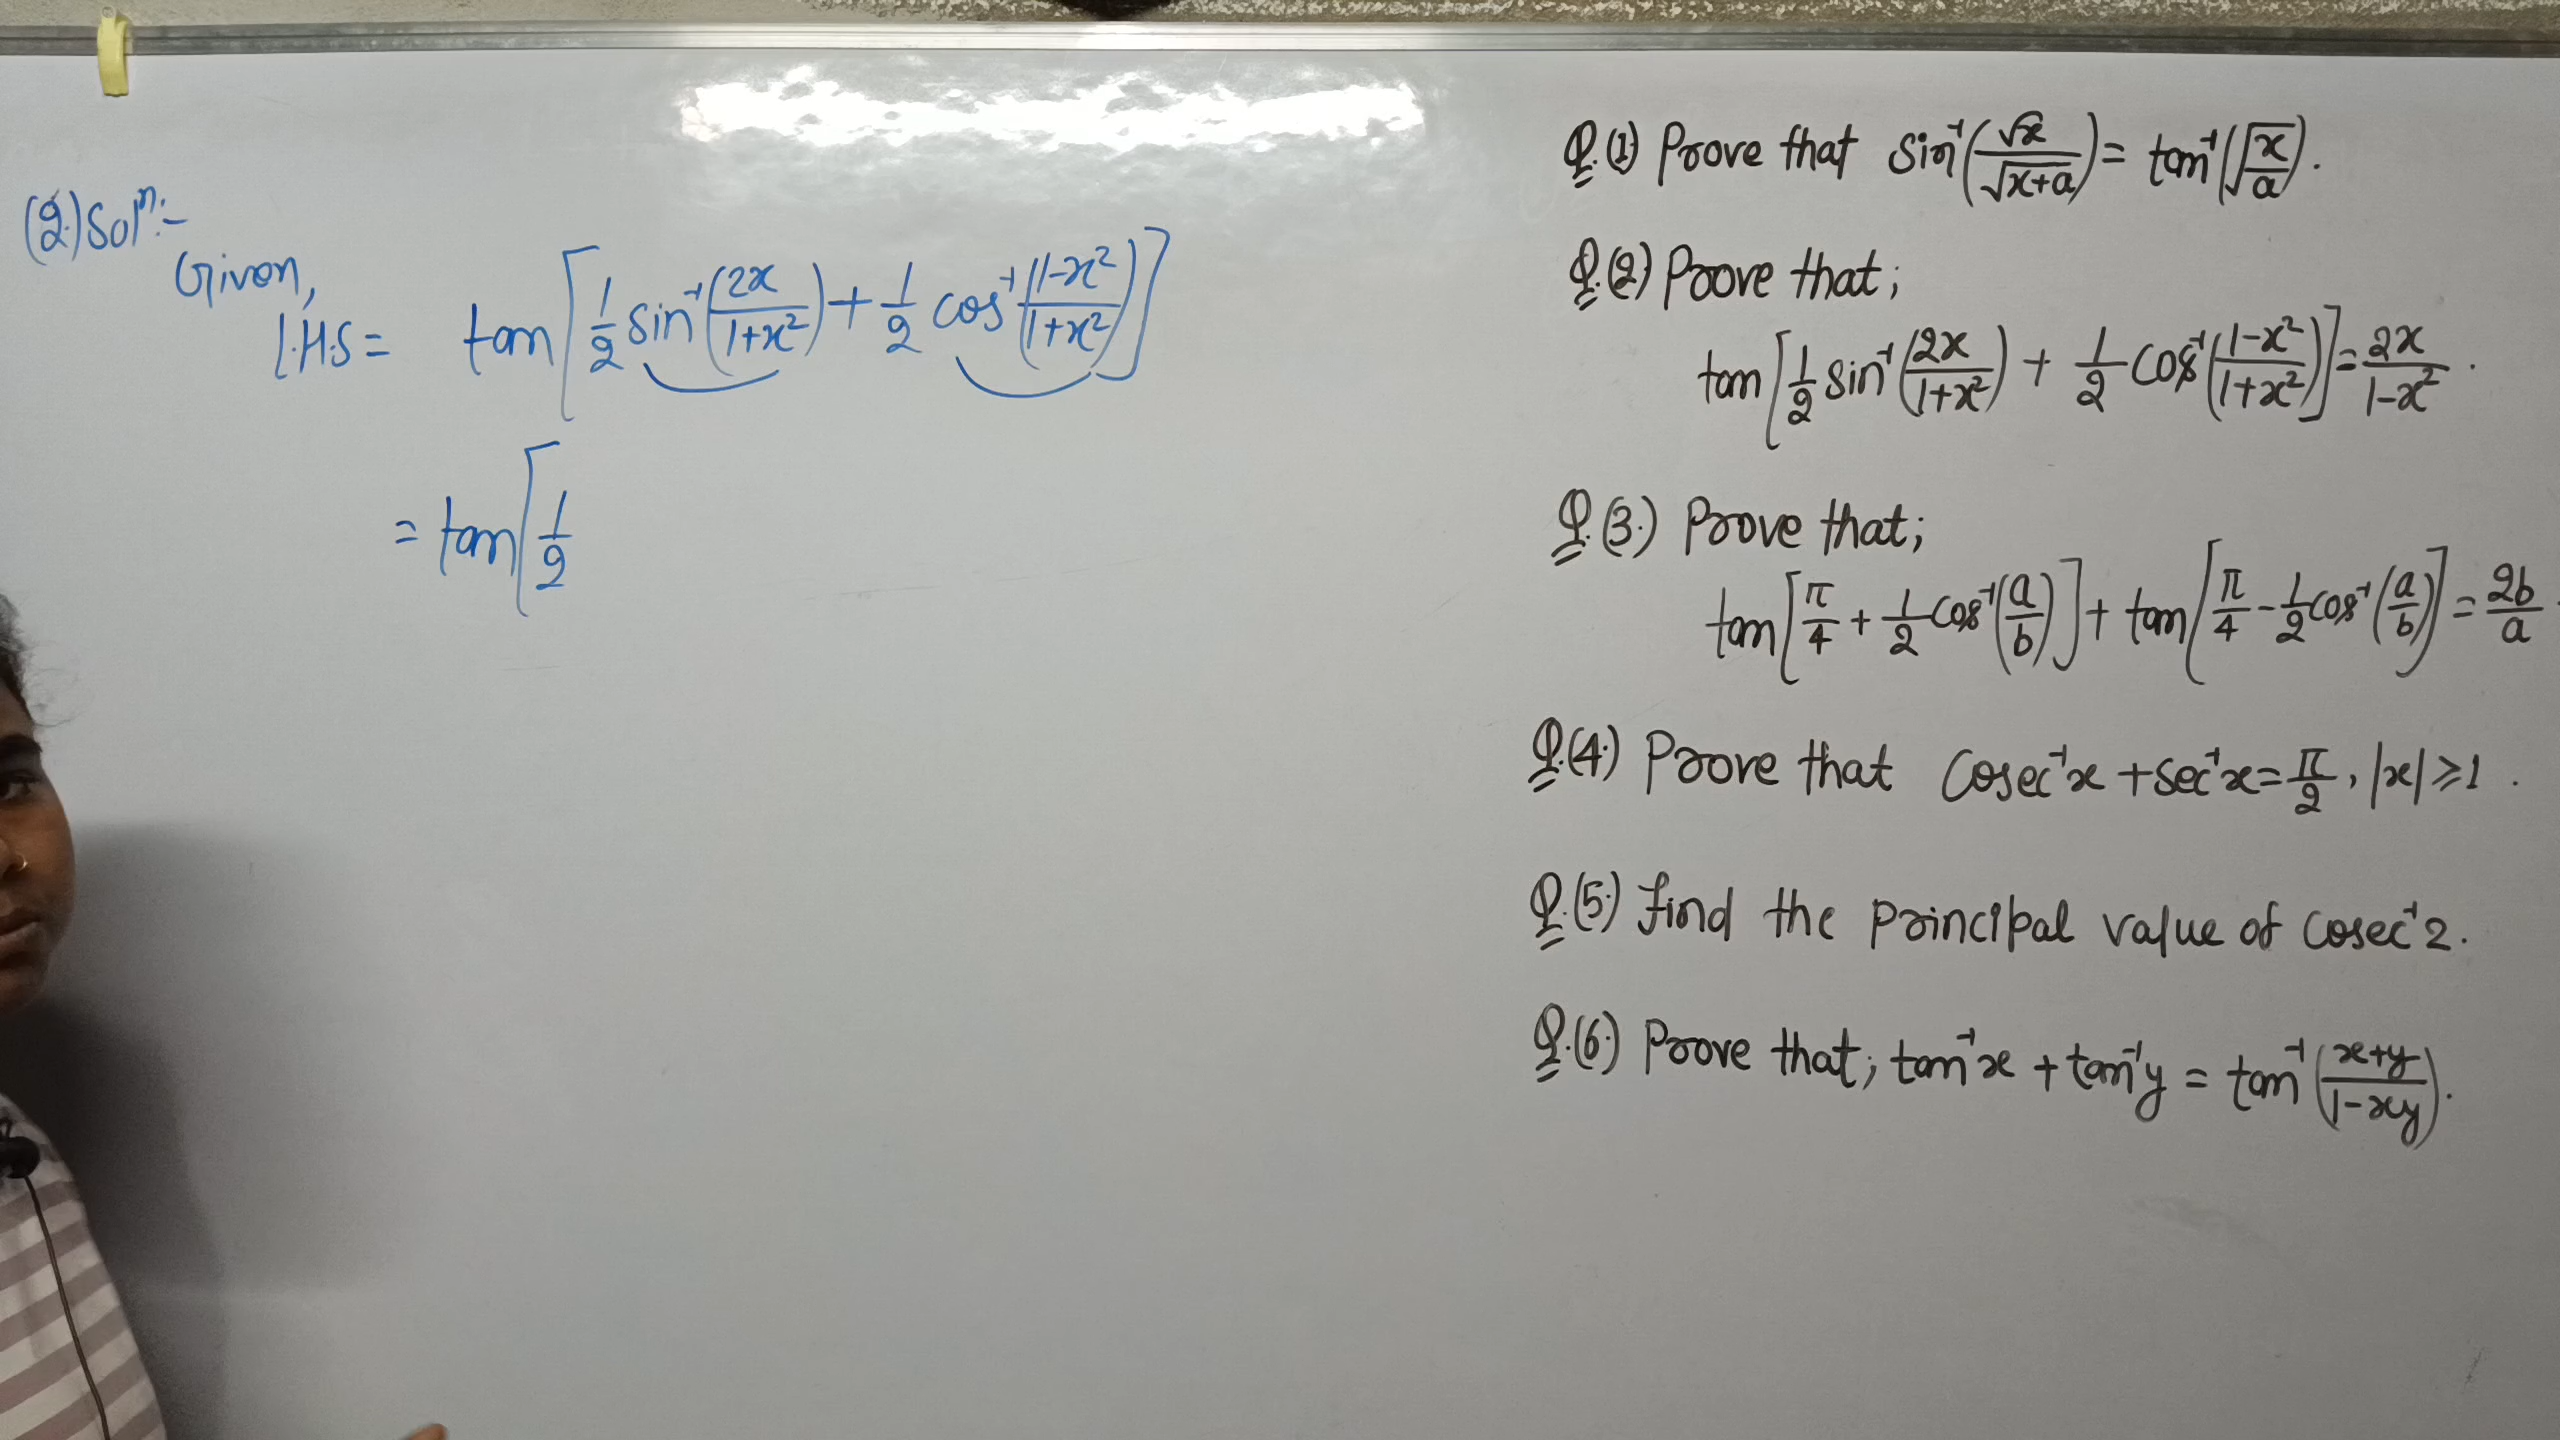 (2.) Solⁿ:-
Given,
L.H.S = tan[1/2 sin⁻¹(2x/1+x²) + 1/2 cos⁻¹(1-x²/1+x²)]
= tan[1/2
Q.(1) Prove that sin⁻¹(√x/√x+a) = tan⁻¹(√x/a).
Q.(2) Prove that;
tan[1/2 sin⁻¹(2x/1+x²) + 1/2 cos⁻¹(1-x²/1+x²)] = 2x/1-x².
Q.(3.) Prove that;
tan[π/4 + 1/2 cos⁻¹(a/b)] + tan[π/4 - 1/2 cos⁻¹(a/b)] = 2b/a.
Q.(4.) Prove that Cosec⁻¹x + sec⁻¹x = π/2, |x| ⩾ 1.
Q.(5.) find the principal value of cosec⁻¹2.
Q.(6.) Prove that; tan⁻¹x + tan⁻¹y = tan⁻¹(x+y/1-xy).